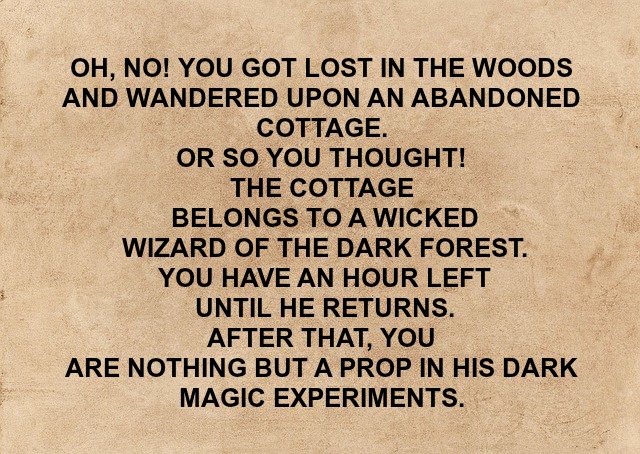 OH, NO! YOU GOT LOST IN THE WOODS
AND WANDERED UPON AN ABANDONED
COTTAGE.
OR SO YOU THOUGHT!
THE COTTAGE
BELONGS TO A WICKED
WIZARD OF THE DARK FOREST.
YOU HAVE AN HOUR LEFT
UNTIL HE RETURNS.
AFTER THAT, YOU
ARE NOTHING BUT A PROP IN HIS DARK
MAGIC EXPERIMENTS.